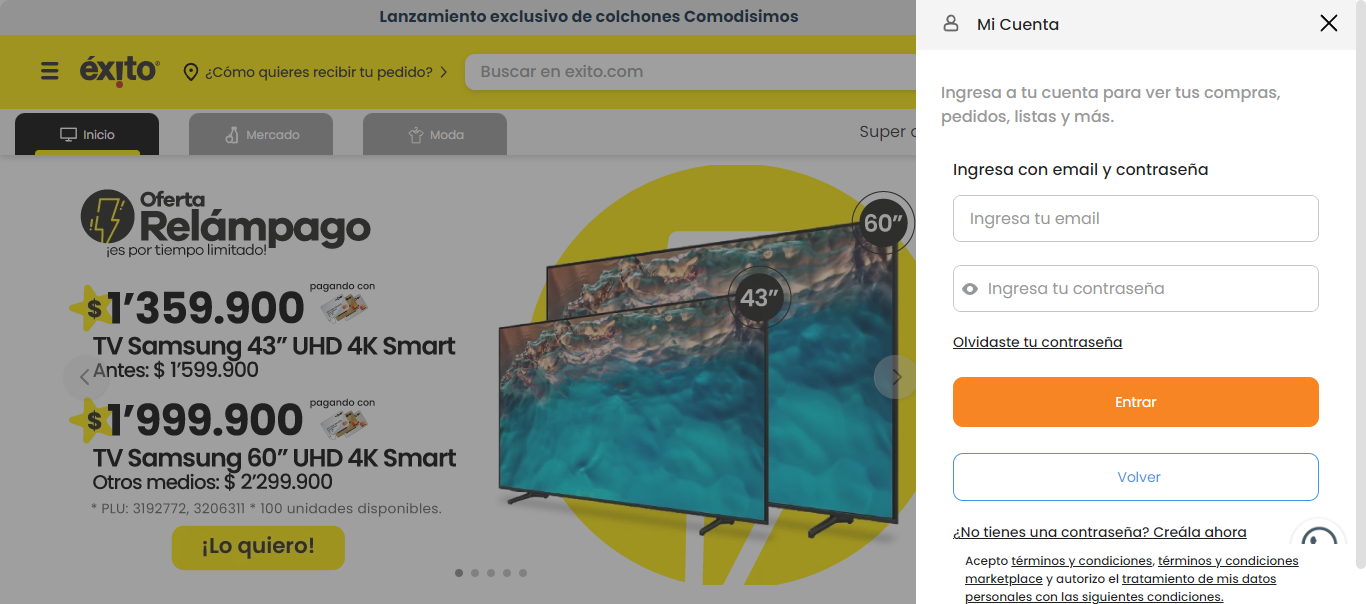 Lanzamiento exclusivo de colchones Comodisimos
éxito
¿Cómo quieres recibir tu pedido?
Buscar en exito.com
Inicio
Mercado
Moda
Super
Oferta
Relámpago
¡es por tiempo limitado!
$ 1’359.900
pagando con
TV Samsung 43” UHD 4K Smart
Antes: $ 1’599.900
$ 1’999.900
pagando con
TV Samsung 60” UHD 4K Smart
Otros medios: $ 2’299.900
* PLU: 3192772, 3206311 * 100 unidades disponibles.
¡Lo quiero!
60”
43”
Mi Cuenta
Ingresa a tu cuenta para ver tus compras,
pedidos, listas y más.
Ingresa con email y contraseña
Ingresa tu email
Ingresa tu contraseña
Olvidaste tu contraseña
Entrar
Volver
¿No tienes una contraseña? Creála ahora
Acepto términos y condiciones, términos y condiciones
marketplace y autorizo el tratamiento de mis datos
personales con las siguientes condiciones.